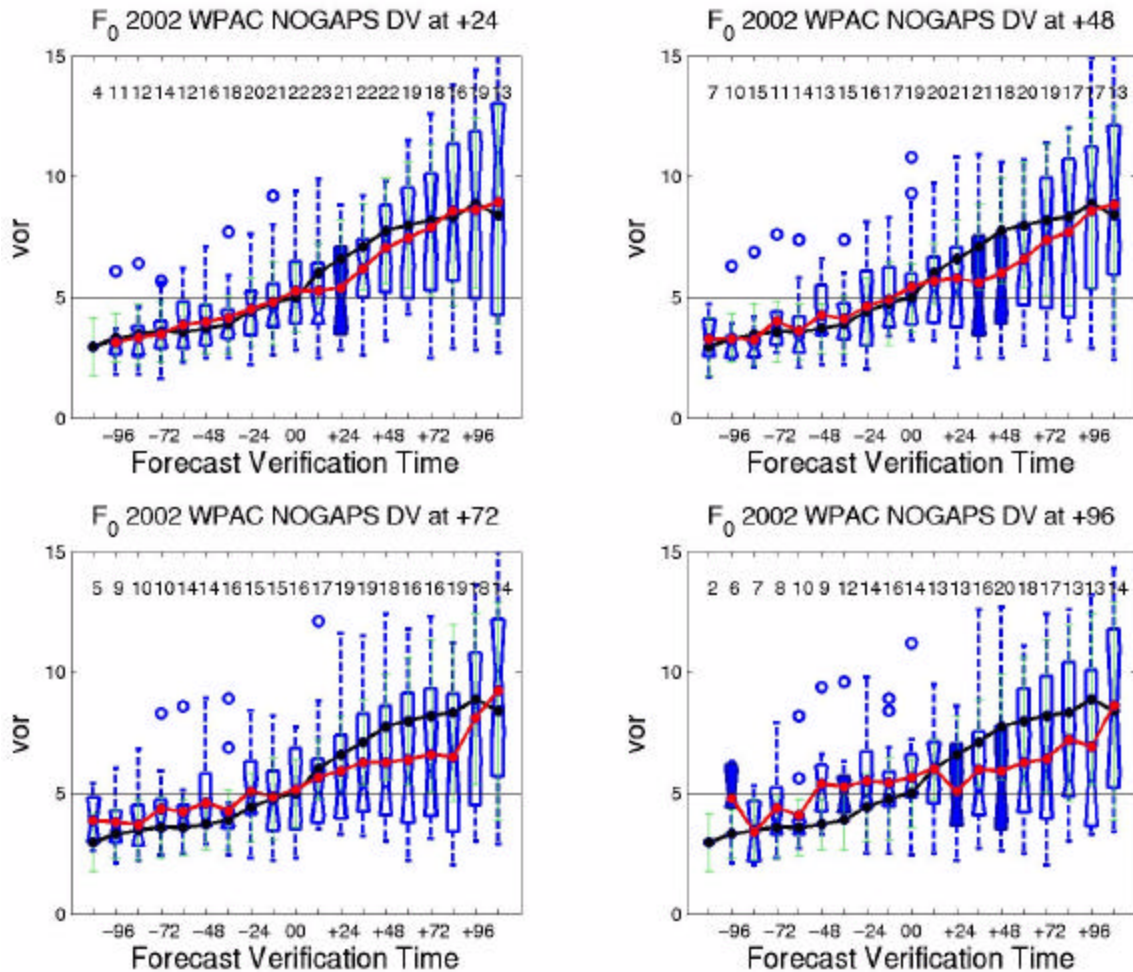 F0 2002 WPAC NOGAPS DV at +24
15
4 11 12 14 12 16 18 20 21 22 23 21 22 22 19 18 16 19 13
10
vor
5
0
-96 -72 -48 -24 00 +24 +48 +72 +96
Forecast Verification Time
F0 2002 WPAC NOGAPS DV at +48
15
7 10 15 11 14 13 15 16 17 19 20 21 21 18 20 19 17 17 13
10
vor
5
0
-96 -72 -48 -24 00 +24 +48 +72 +96
Forecast Verification Time
F0 2002 WPAC NOGAPS DV at +72
15
5 9 10 10 14 14 16 15 15 16 17 19 19 18 16 16 19 18 14
10
vor
5
0
-96 -72 -48 -24 00 +24 +48 +72 +96
Forecast Verification Time
F0 2002 WPAC NOGAPS DV at +96
15
2 6 7 8 10 9 12 14 16 14 13 13 16 20 18 17 13 13 14
10
vor
5
0
-96 -72 -48 -24 00 +24 +48 +72 +96
Forecast Verification Time